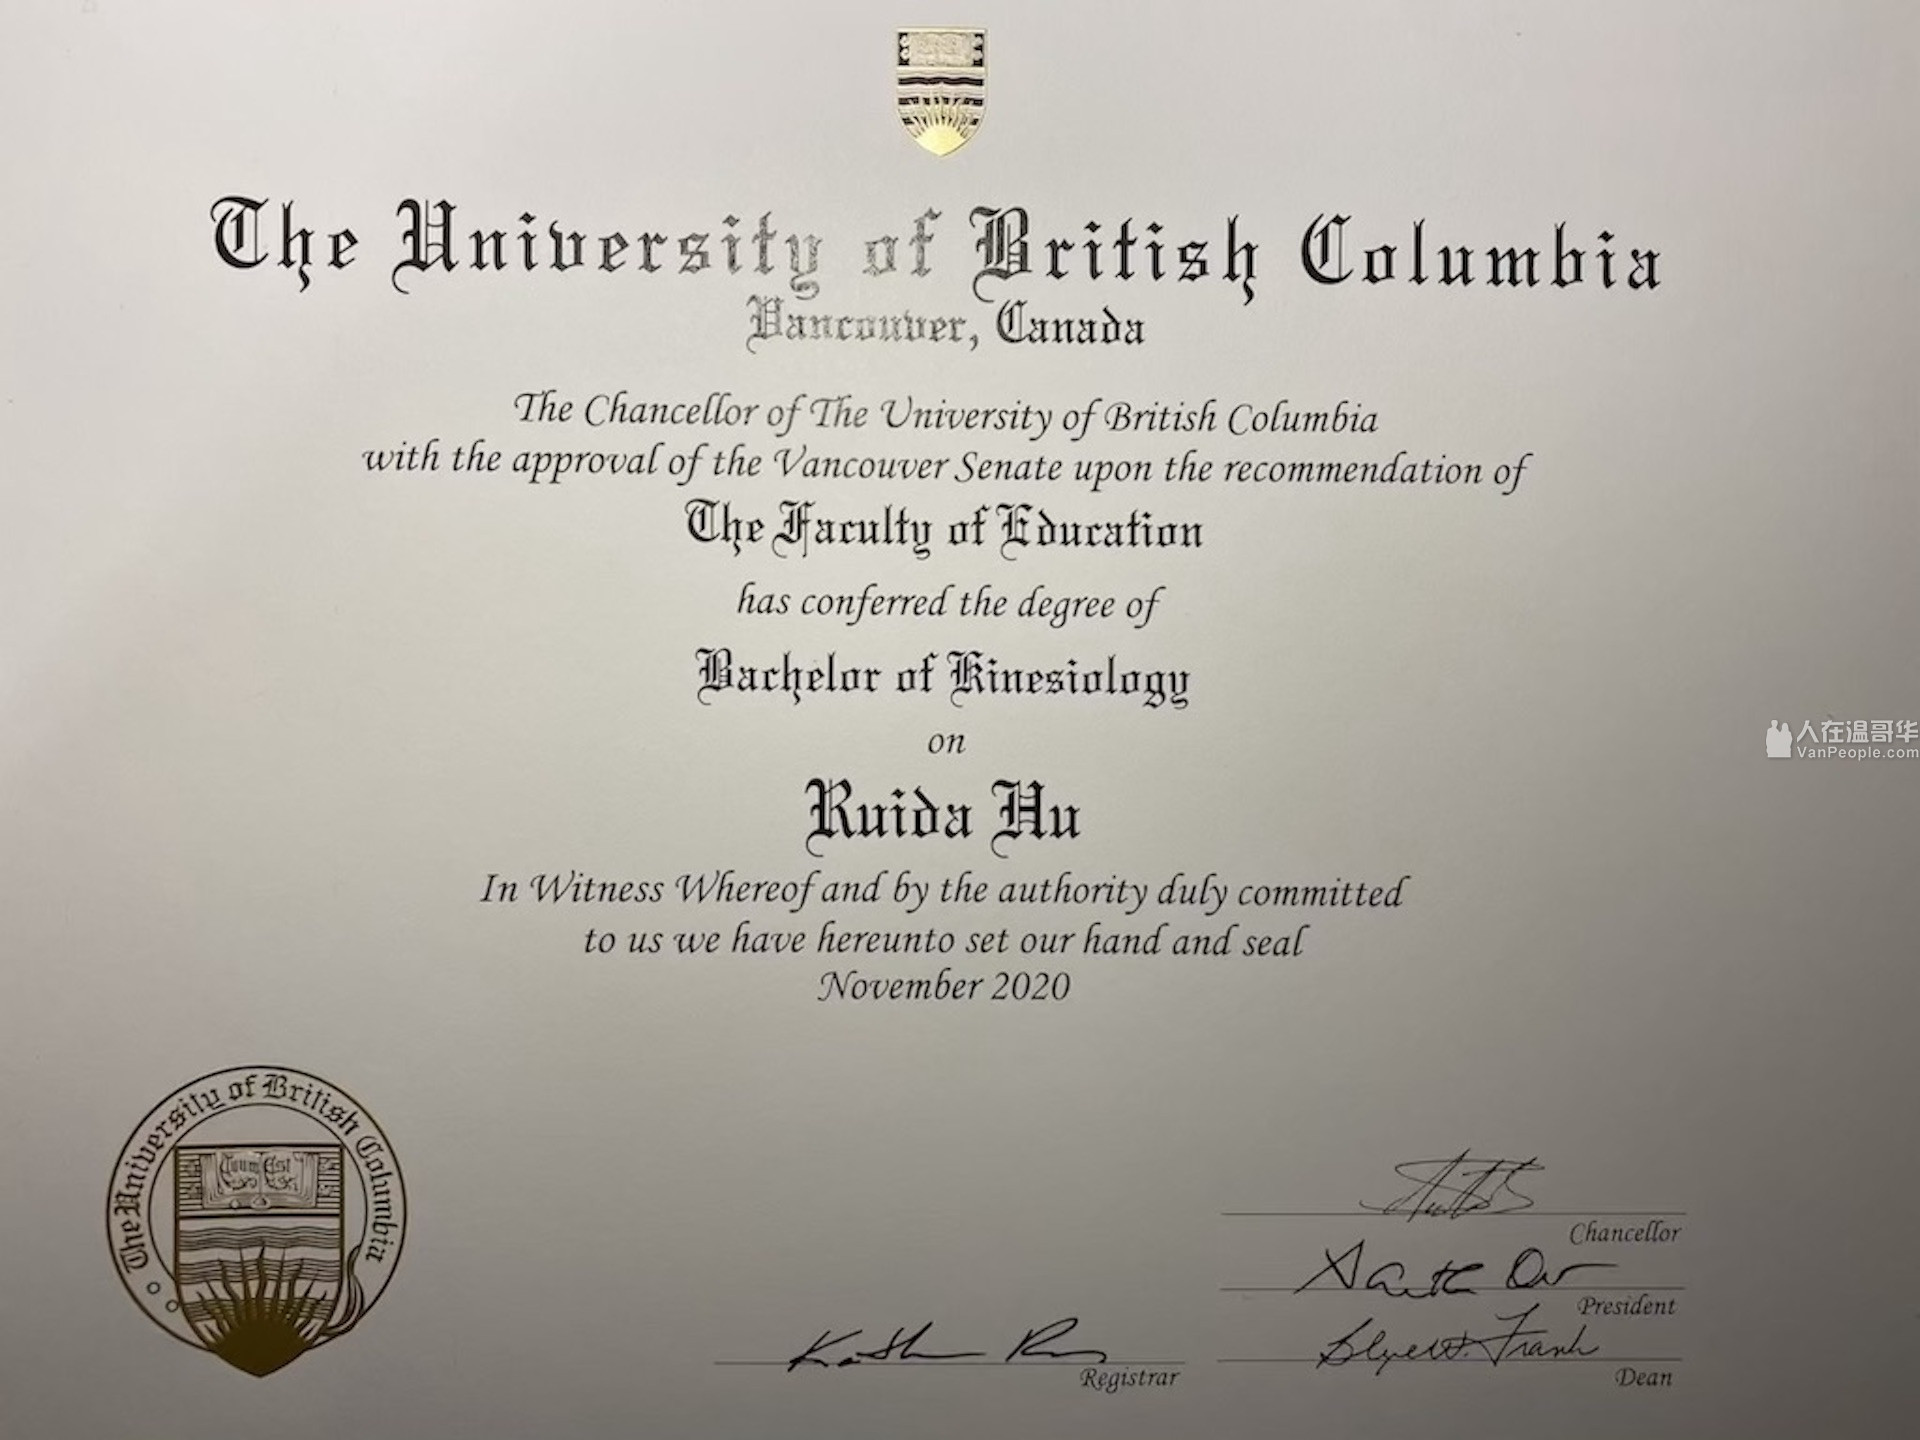 The University of British Columbia
Vancouver, Canada
The Chancellor of The University of British Columbia
with the approval of the Vancouver Senate upon the recommendation of
The Faculty of Education
has conferred the degree of
Bachelor of Kinesiology
on
Ruida Hu
In Witness Whereof and by the authority duly committed
to us we have hereunto set our hand and seal
November 2020
人在温哥华
VanPeople.com
The University of British Columbia
Tuum Est
Chancellor
President
Blye W. Frank
Dean
Registrar